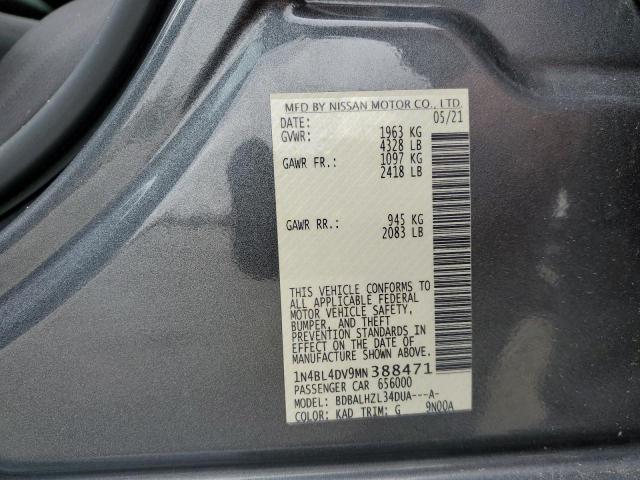 MFD BY NISSAN MOTOR CO., LTD.
DATE: 05/21
GVWR: 1963 KG
4328 LB
GAWR FR.: 1097 KG
2418 LB
GAWR RR.: 945 KG
2083 LB
THIS VEHICLE CONFORMS TO
ALL APPLICABLE FEDERAL
MOTOR VEHICLE SAFETY,
BUMPER, AND THEFT
PREVENTION STANDARDS IN
EFFECT ON THE DATE OF
MANUFACTURE SHOWN ABOVE.
1N4BL4DV9MN388471
PASSENGER CAR 656000
MODEL: BDBALHZL34DUA---A-
COLOR: KAD TRIM: G 9N00A